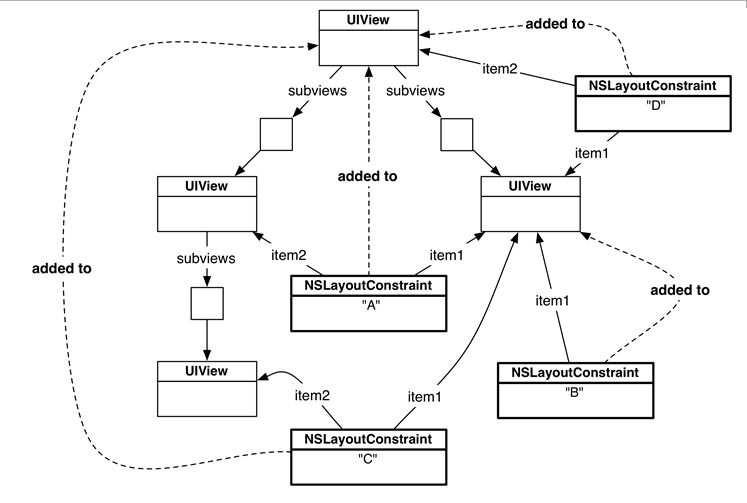 UIView
added to
item2
NSLayoutConstraint
"D"
subviews
subviews
item1
added to
UIView
UIView
subviews
item2
item1
added to
NSLayoutConstraint
"A"
added to
item1
UIView
NSLayoutConstraint
"B"
item2
item1
NSLayoutConstraint
"C"